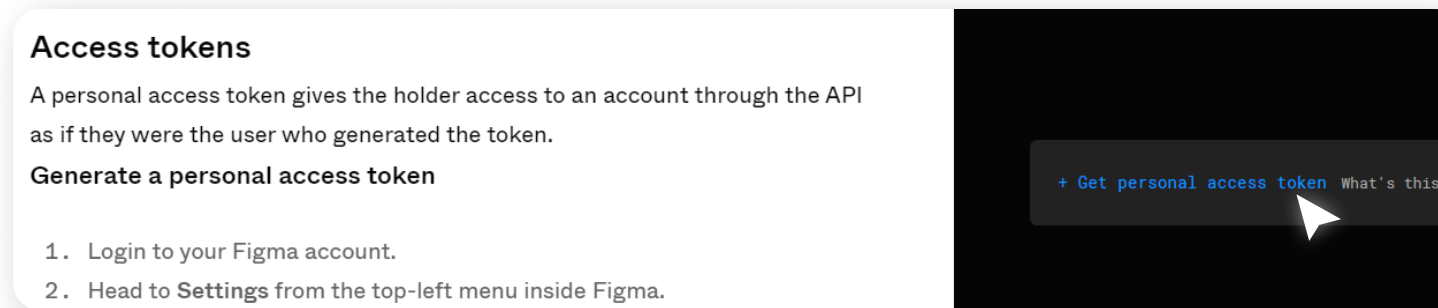 Access tokens
A personal access token gives the holder access to an account through the API
as if they were the user who generated the token.
Generate a personal access token
1. Login to your Figma account.
2. Head to Settings from the top-left menu inside Figma.
+ Get personal access token What's this